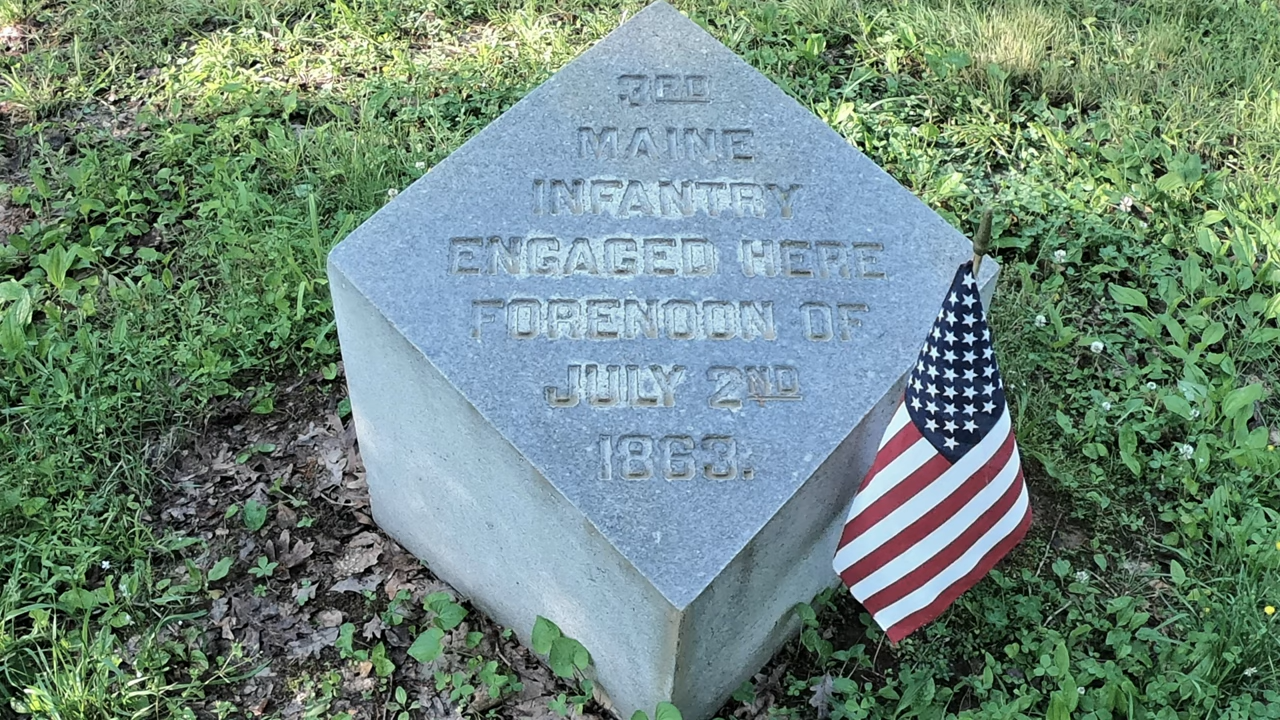 3RD
MAINE
INFANTRY
ENGAGED HERE
FORENOON OF
JULY 2ND
1863.